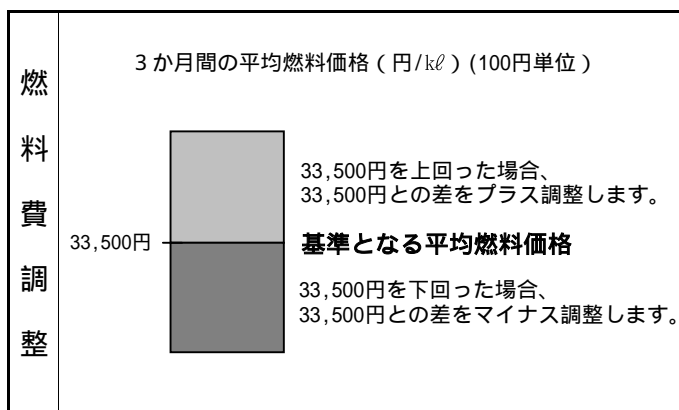 燃料費調整
3か月間の平均燃料価格(円/kℓ)(100円単位)
33,500円を上回った場合、
33,500円との差をプラス調整します。
33,500円
基準となる平均燃料価格
33,500円を下回った場合、
33,500円との差をマイナス調整します。